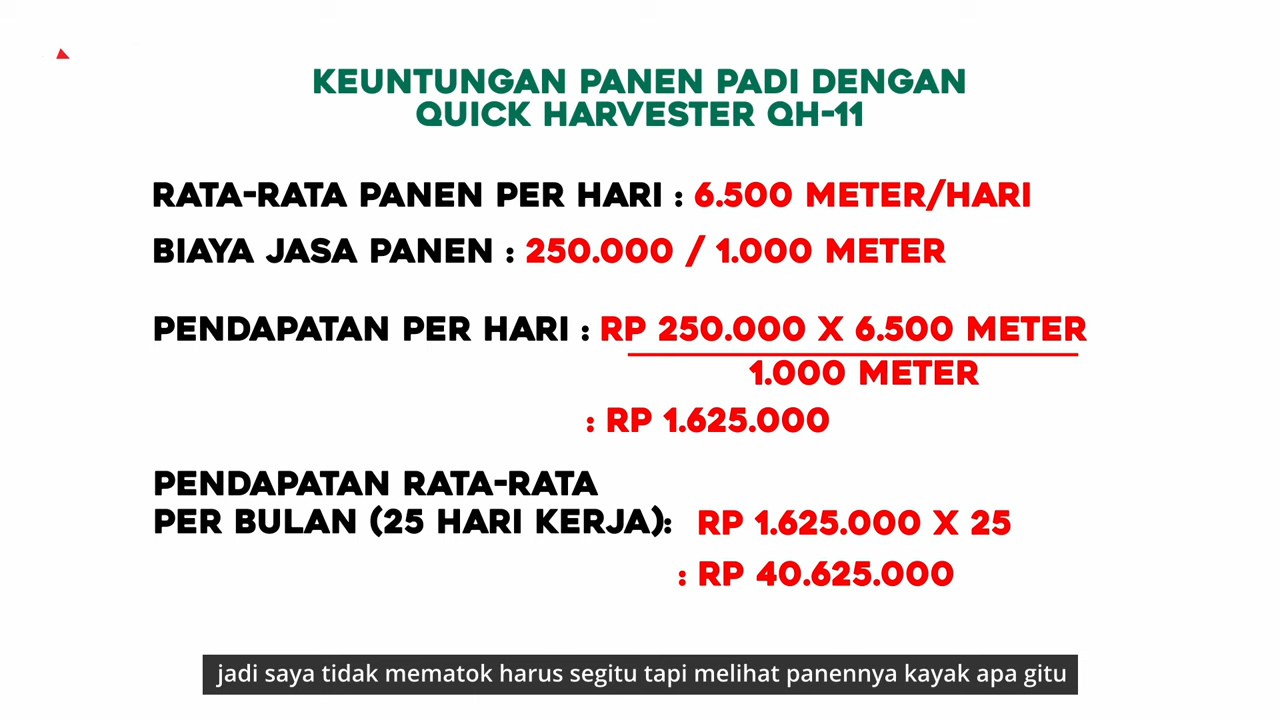 KEUNTUNGAN PANEN PADI DENGAN
QUICK HARVESTER QH-11
RATA-RATA PANEN PER HARI : 6.500 METER/HARI
BIAYA JASA PANEN : 250.000 / 1.000 METER
PENDAPATAN PER HARI : RP 250.000 X 6.500 METER
1.000 METER
: RP 1.625.000
PENDAPATAN RATA-RATA
PER BULAN (25 HARI KERJA): RP 1.625.000 X 25
: RP 40.625.000
jadi saya tidak mematok harus segitu tapi melihat panennya kayak apa gitu